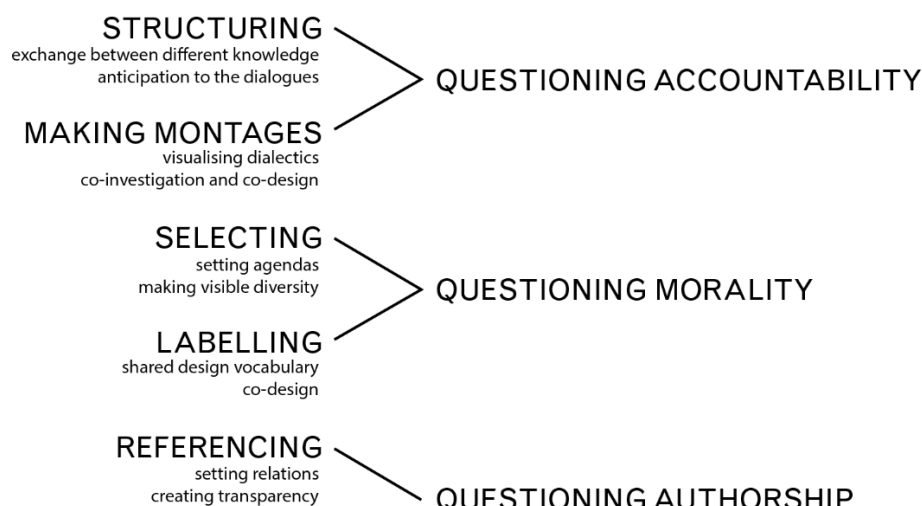 STRUCTURING
exchange between different knowledge
anticipation to the dialogues
QUESTIONING ACCOUNTABILITY
MAKING MONTAGES
visualising dialectics
co-investigation and co-design
SELECTING
setting agendas
making visible diversity
QUESTIONING MORALITY
LABELLING
shared design vocabulary
co-design
REFERENCING
setting relations
creating transparency
QUESTIONING AUTHORSHIP